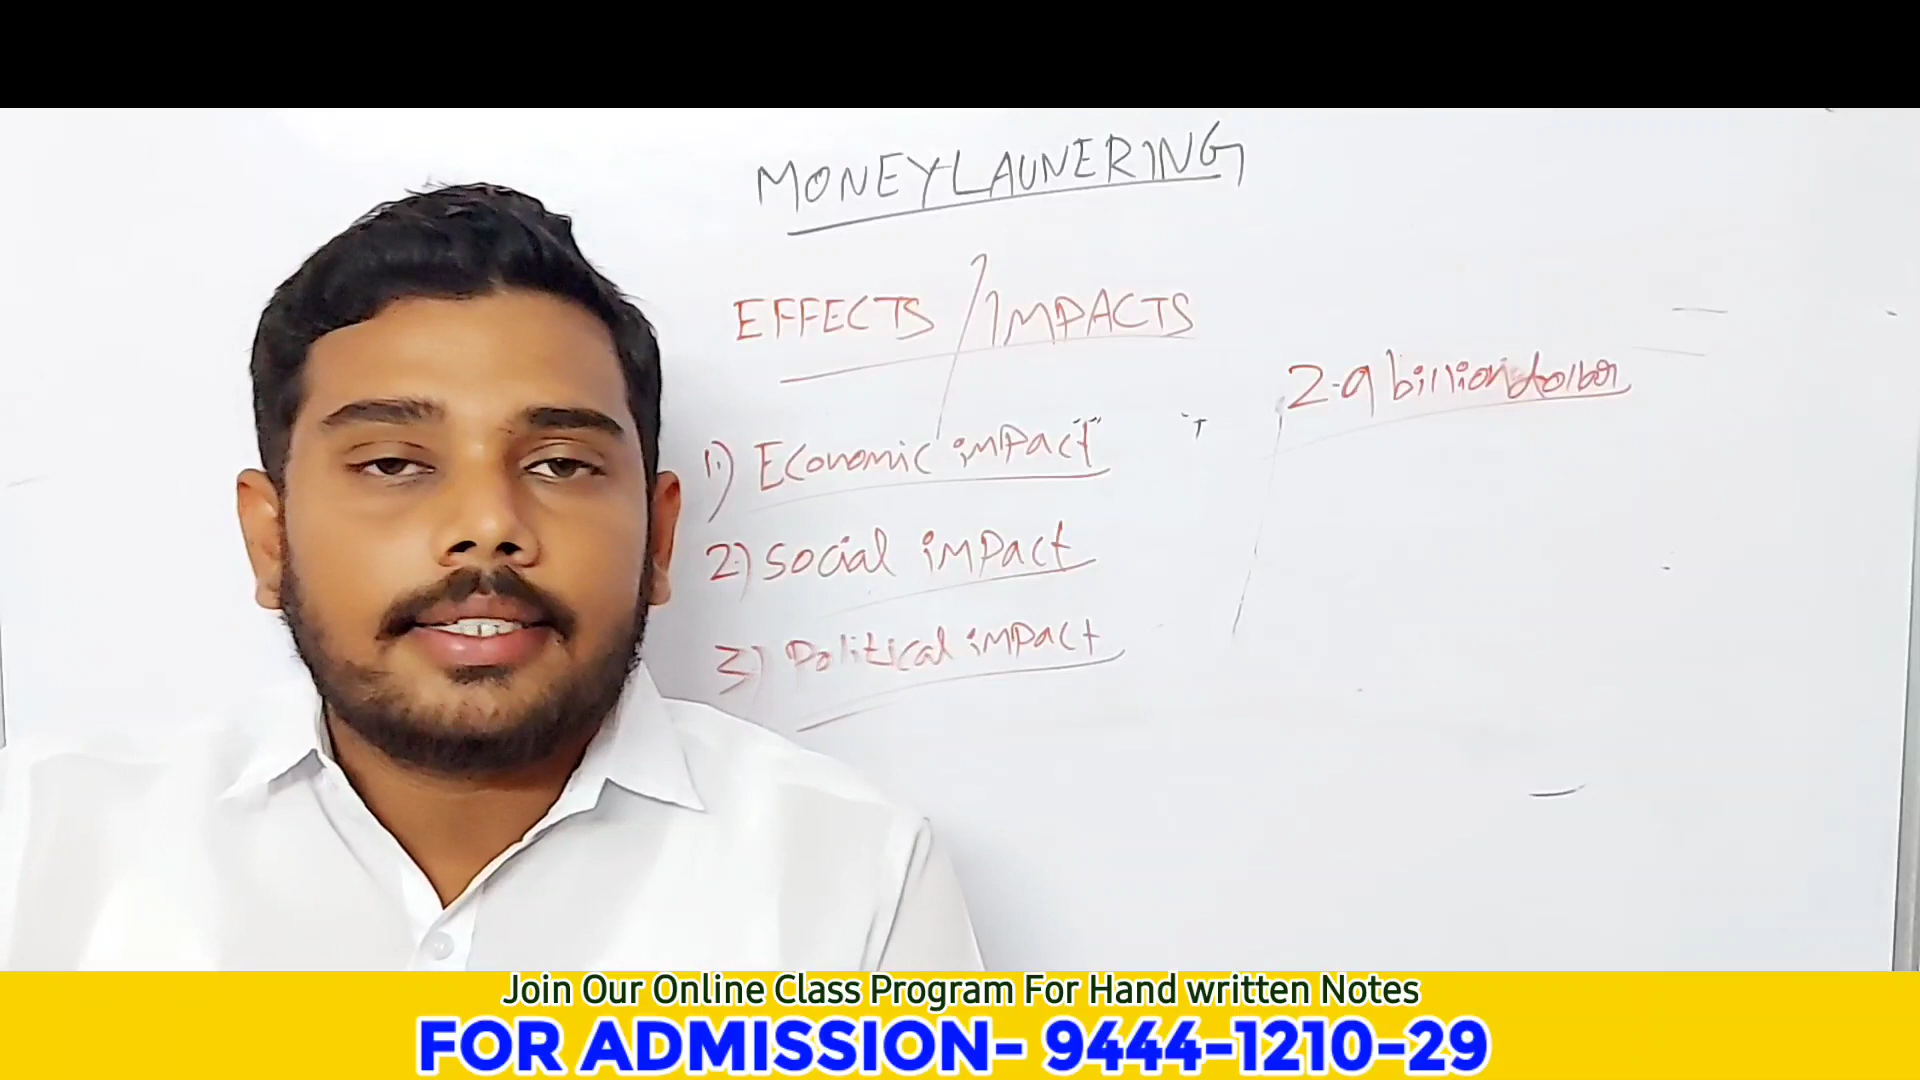 MONEYLAUNERING
EFFECTS / IMPACTS
1) Economic impact
2) Social impact
3) Political impact
2.9 billion dollar
Join Our Online Class Program For Hand written Notes
FOR ADMISSION- 9444-1210-29